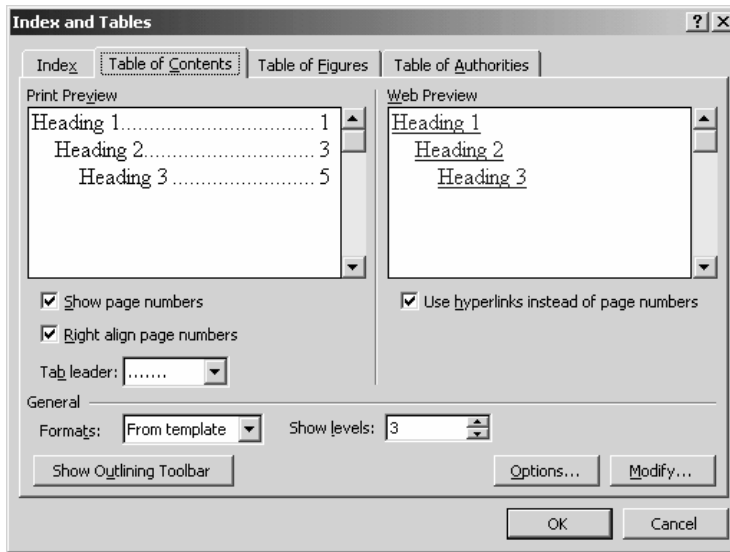 Index and Tables
Index Table of Contents Table of Figures Table of Authorities
Print Preview
Heading 1.................................. 1
Heading 2.............................. 3
Heading 3 ......................... 5
Web Preview
Heading 1
Heading 2
Heading 3
Show page numbers
Right align page numbers
Tab leader: .......
Use hyperlinks instead of page numbers
General
Formats: From template Show levels: 3
Show Outlining Toolbar Options... Modify...
OK Cancel